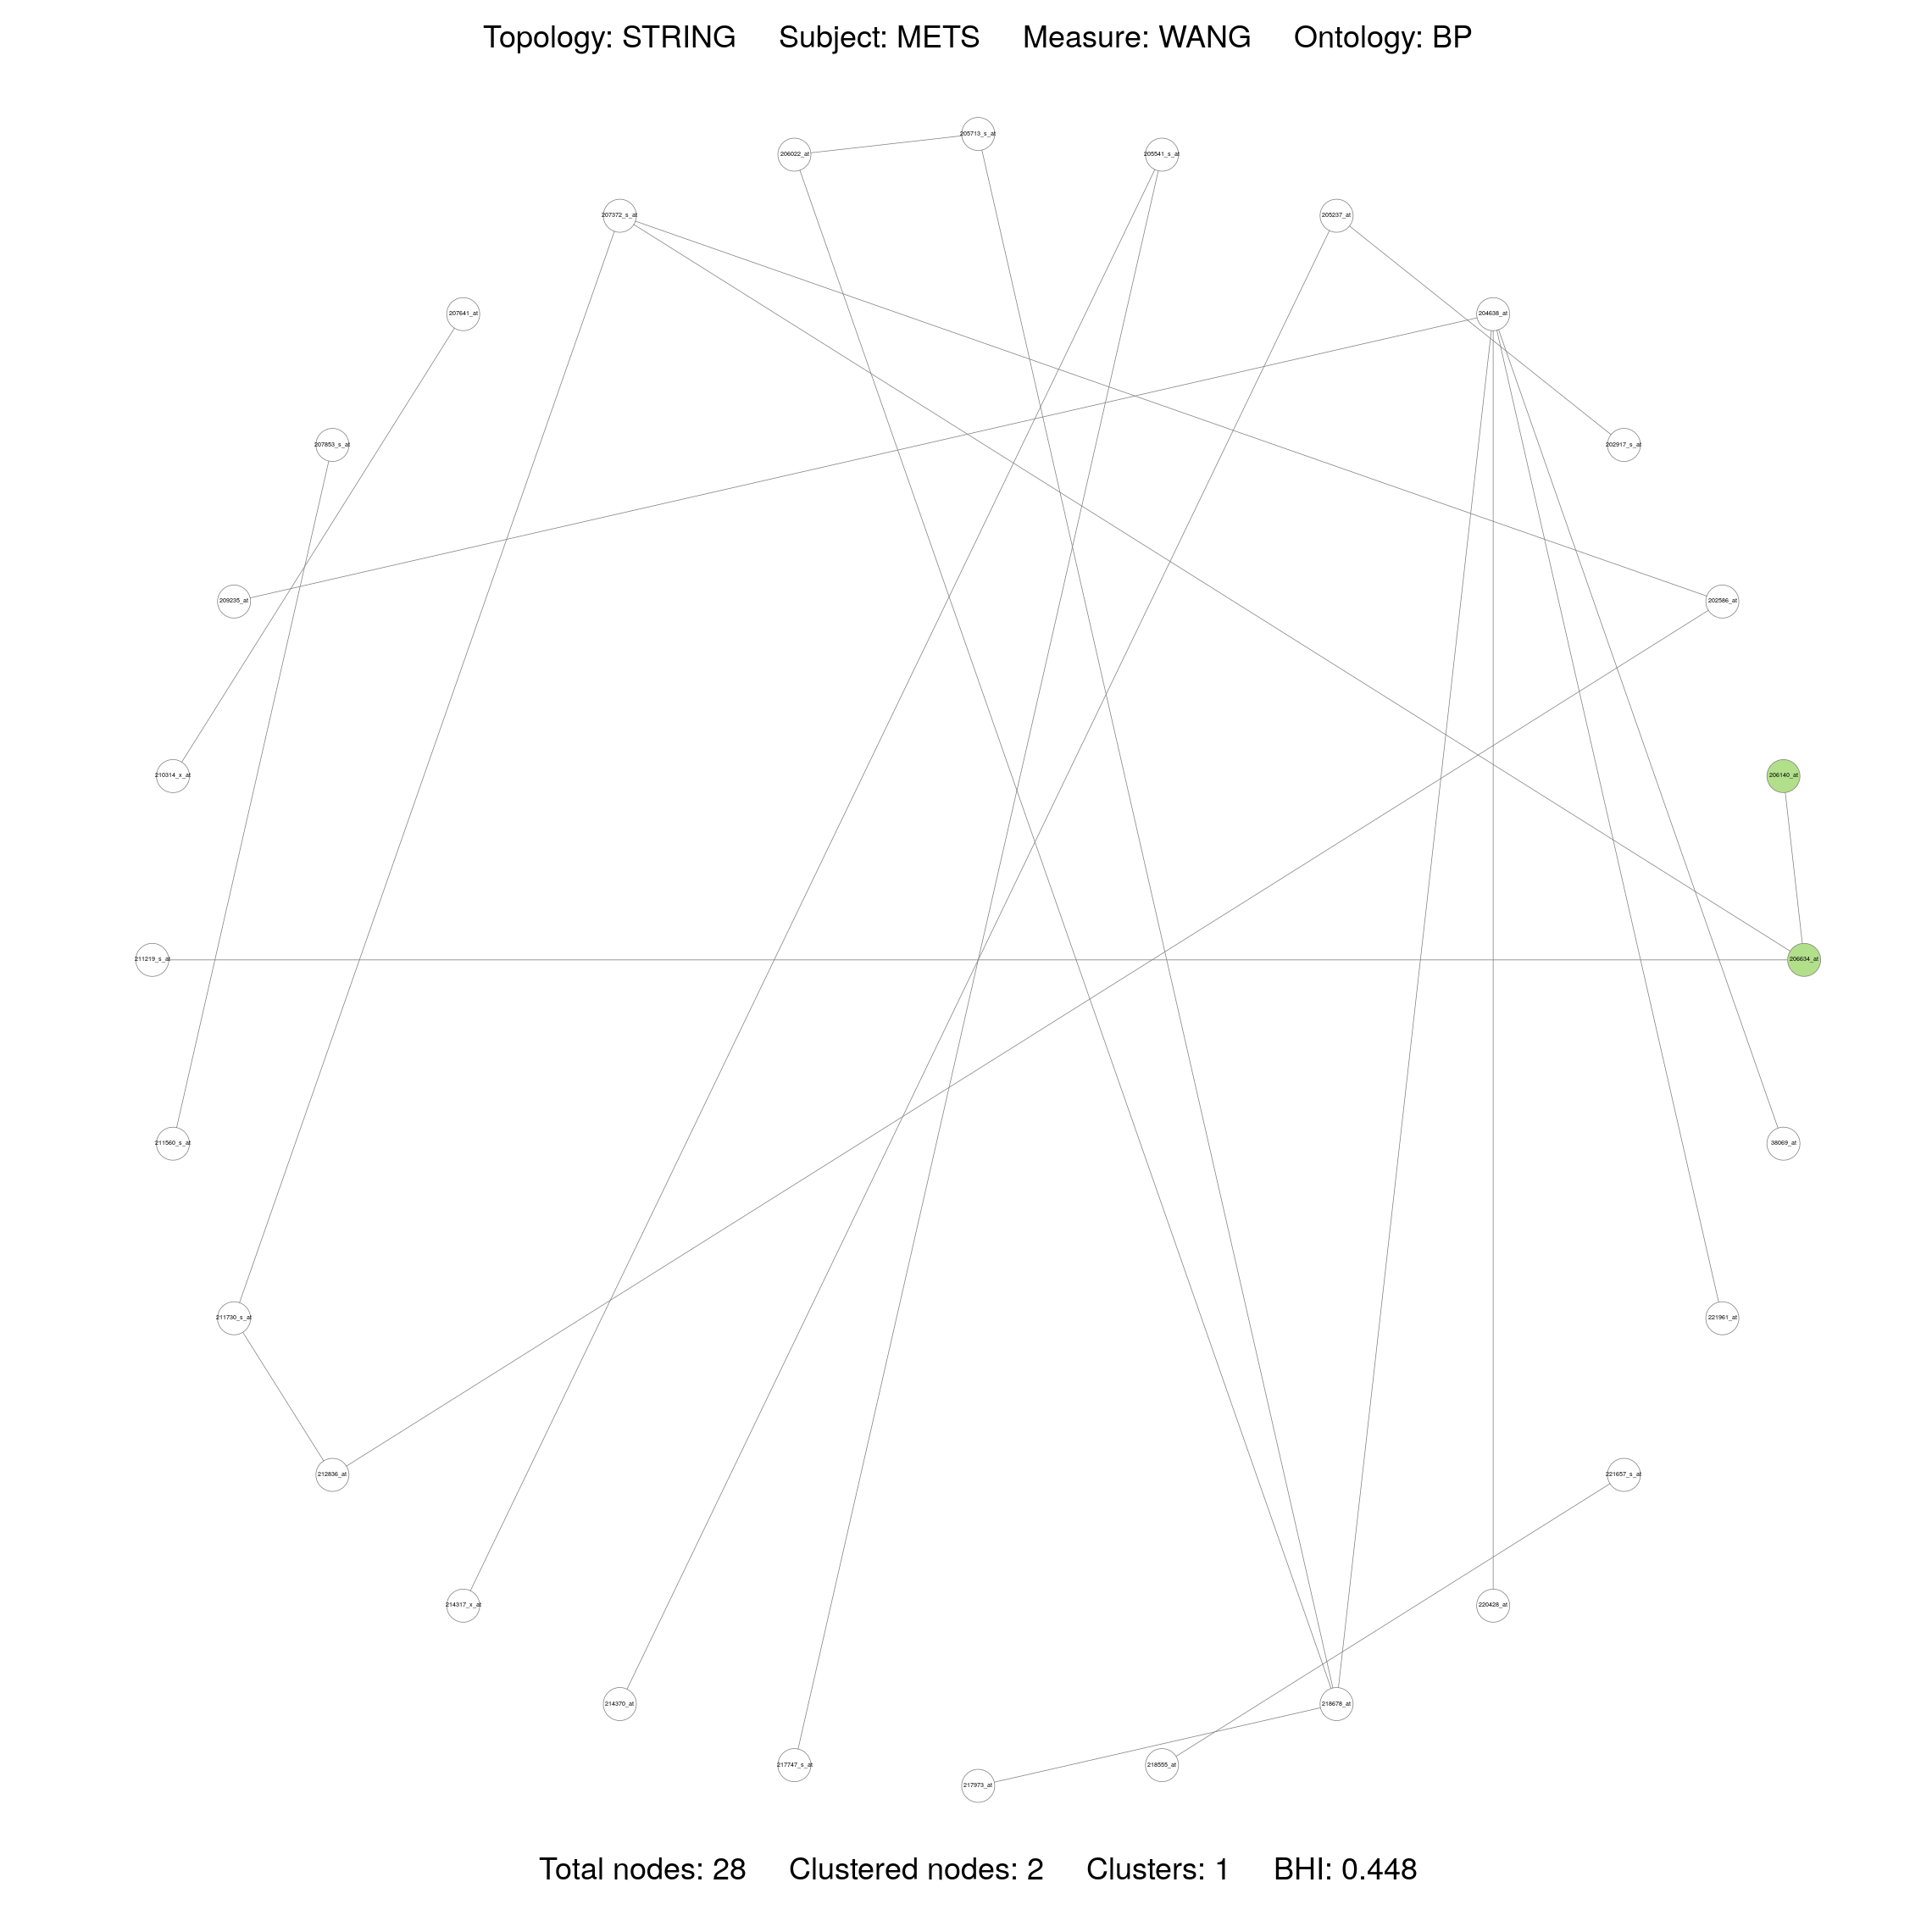 Topology: STRING Subject: METS Measure: WANG Ontology: BP
205713_s_at
206022_at
205541_s_at
207372_s_at
205237_at
207641_at
204638_at
207853_s_at
202917_s_at
209235_at
202586_at
210314_x_at
206140_at
211219_s_at
206634_at
211560_s_at
38069_at
211730_s_at
221961_at
212836_at
221657_s_at
214317_x_at
220428_at
214370_at
218678_at
217747_s_at
218555_at
217973_at
Total nodes: 28 Clustered nodes: 2 Clusters: 1 BHI: 0.448